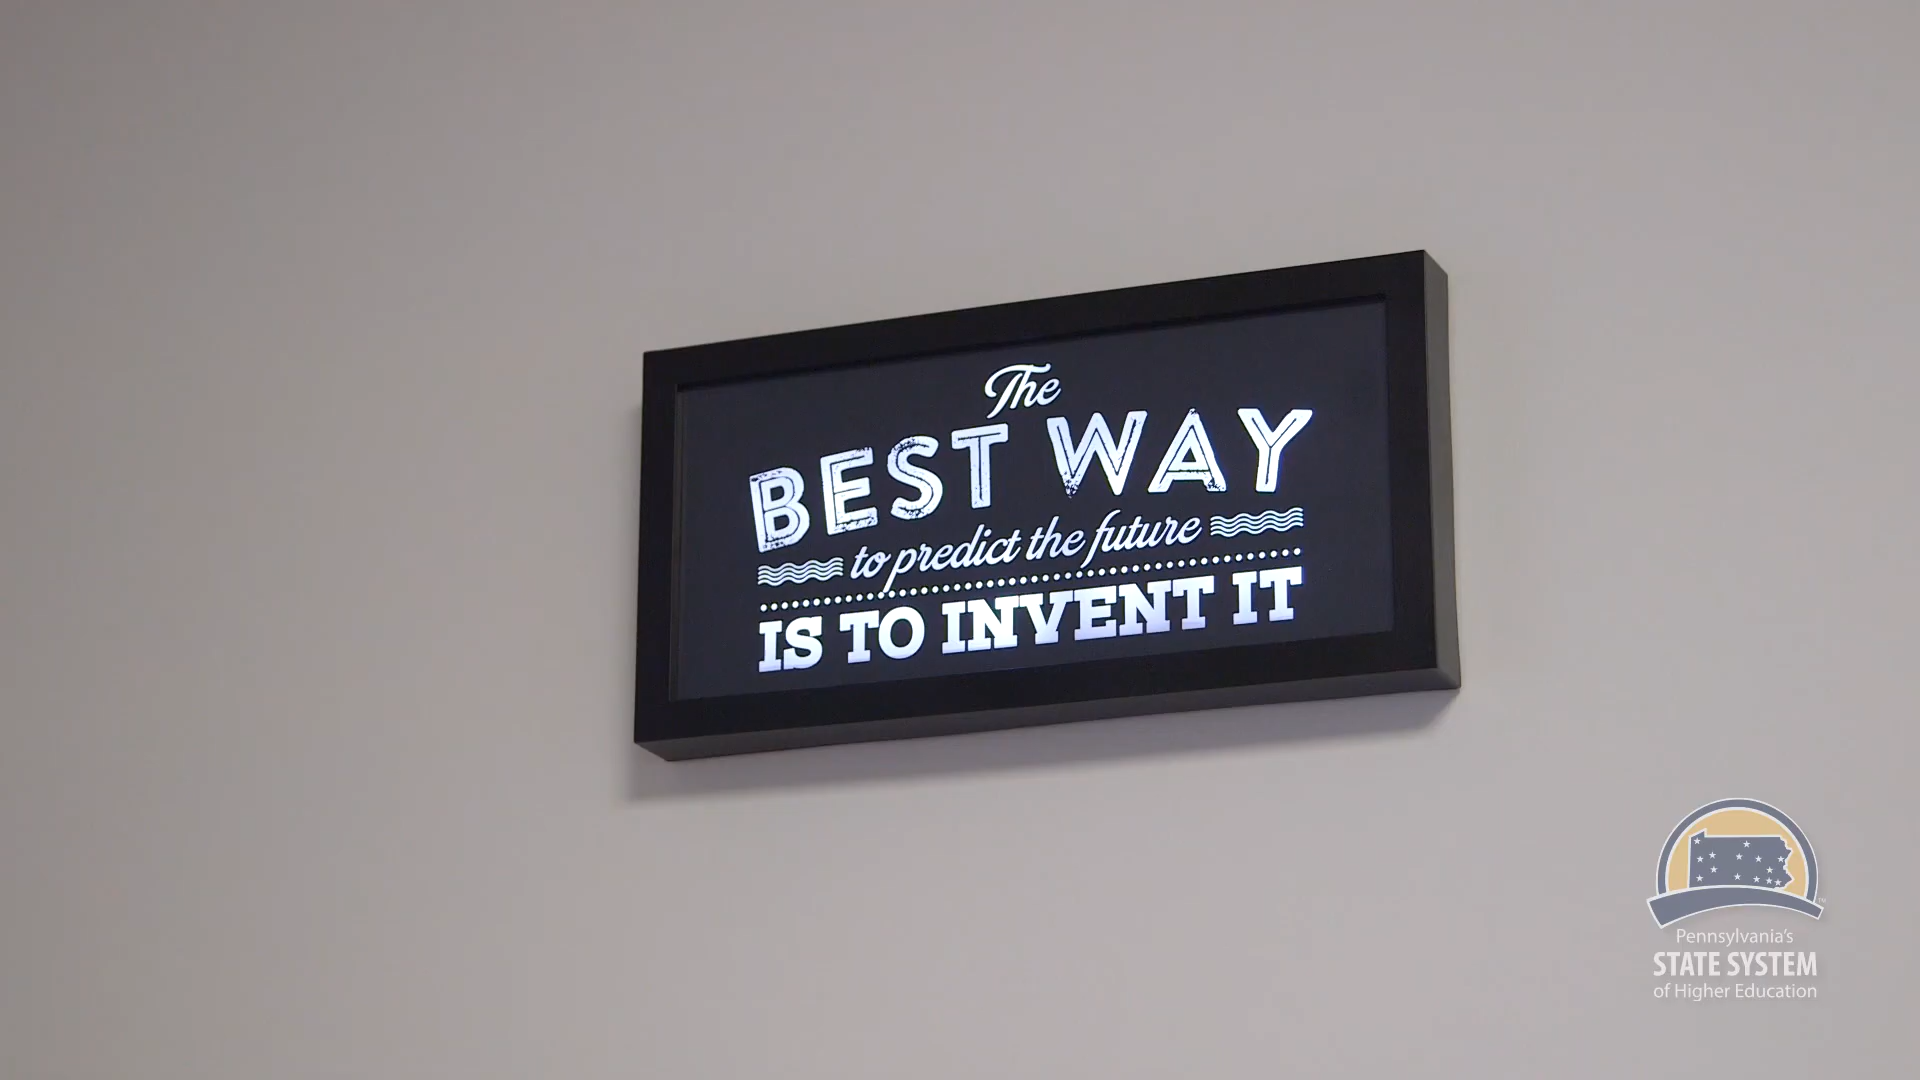 The
BEST WAY
to predict the future
IS TO INVENT IT
Pennsylvania's
STATE SYSTEM
of Higher Education